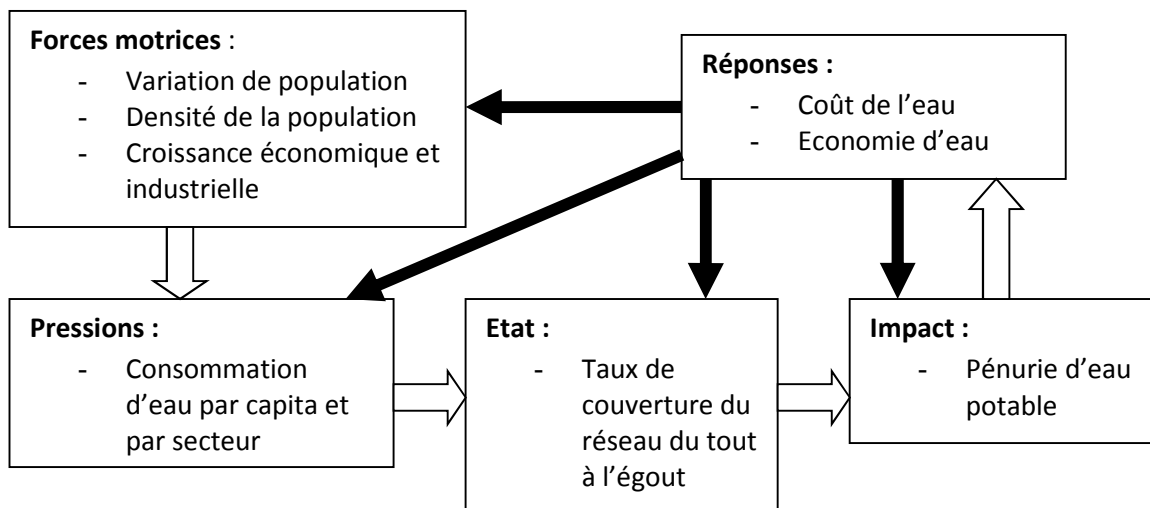 Forces motrices :
- Variation de population
- Densité de la population
- Croissance économique et
industrielle
Réponses :
- Coût de l’eau
- Economie d’eau
Pressions :
- Consommation
d’eau par capita et
par secteur
Etat :
- Taux de
couverture du
réseau du tout
à l’égout
Impact :
- Pénurie d’eau
potable